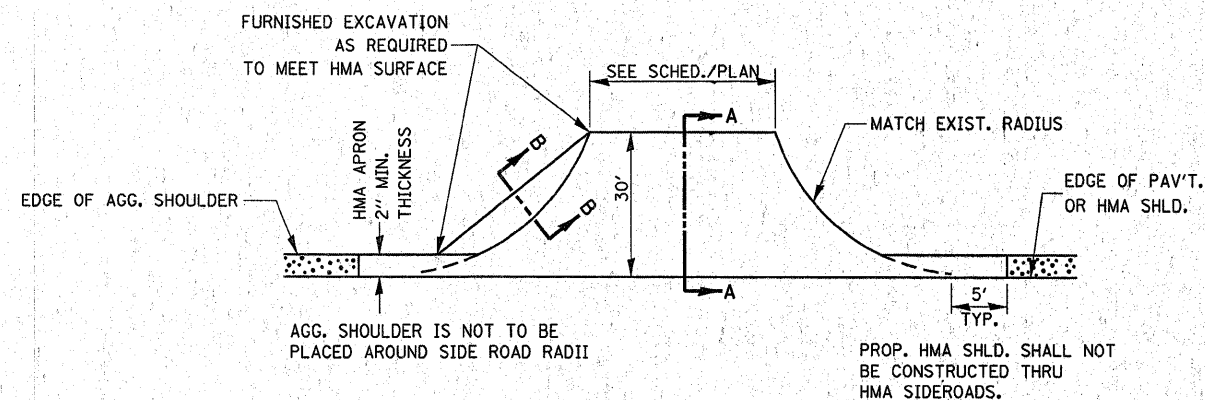 FURNISHED EXCAVATION
AS REQUIRED
TO MEET HMA SURFACE
SEE SCHED./PLAN
A
MATCH EXIST. RADIUS
B
HMA APRON
2" MIN.
THICKNESS
30'
EDGE OF AGG. SHOULDER
EDGE OF PAV'T.
OR HMA SHLD.
B
A
5'
TYP.
AGG. SHOULDER IS NOT TO BE
PLACED AROUND SIDE ROAD RADII
PROP. HMA SHLD. SHALL NOT
BE CONSTRUCTED THRU
HMA SIDEROADS.